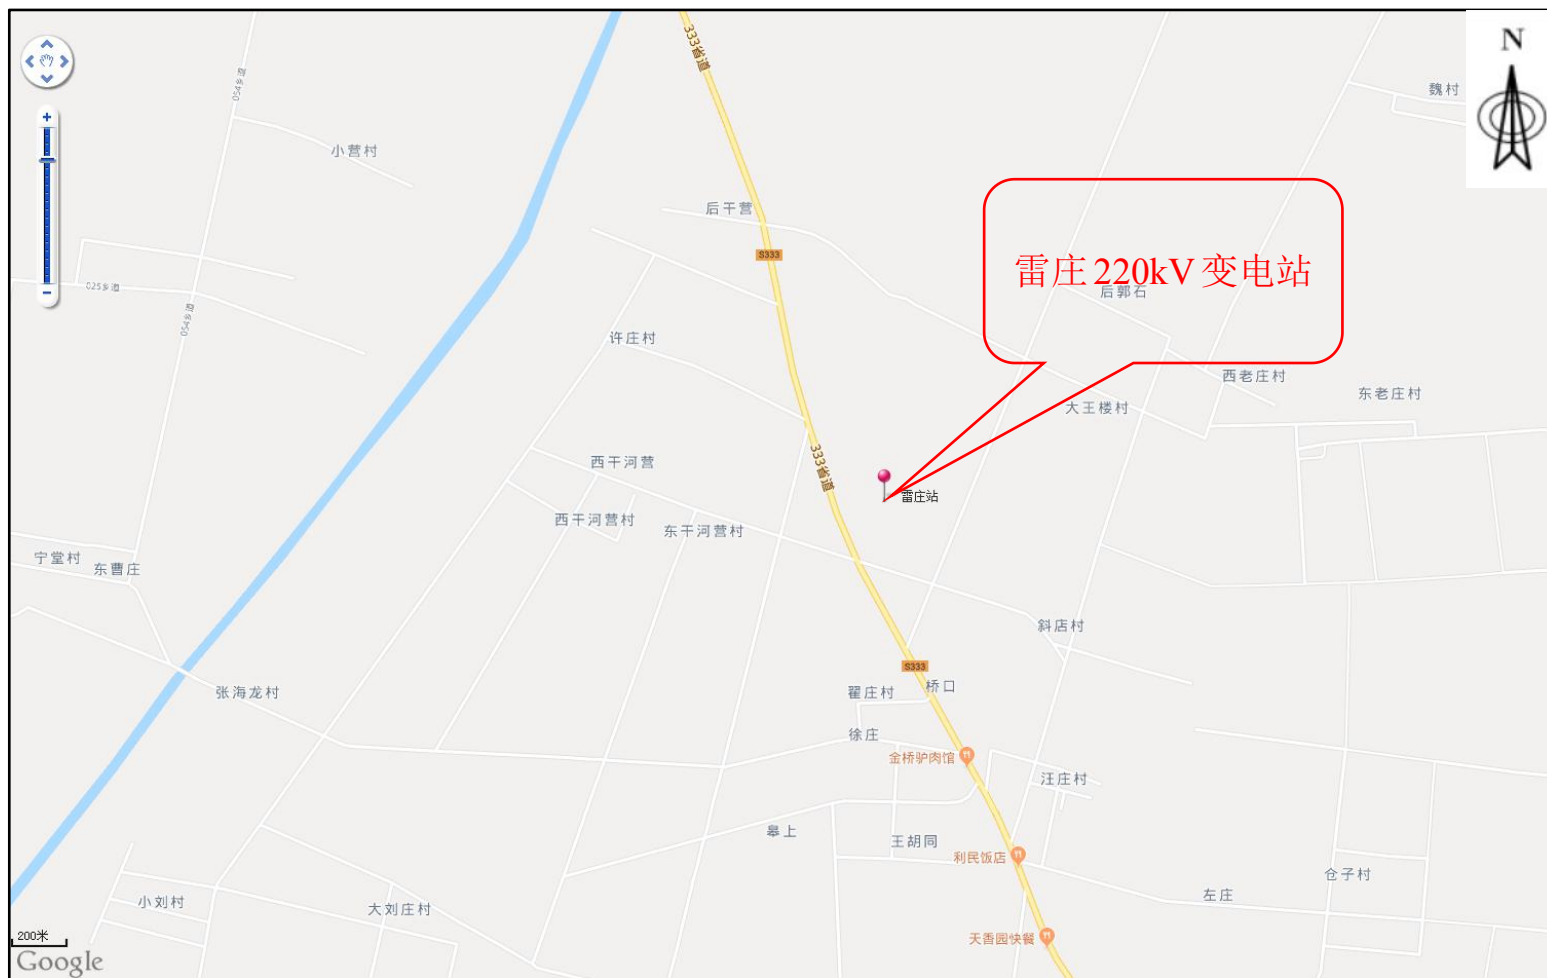 333省道
N
魏村
054乡道
小营村
后干营
S333
雷庄220kV变电站
025乡道
后郭石
054乡道
许庄村
西老庄村
东老庄村
大王楼村
333省道
西干河营
雷庄站
西干河营村
东干河营村
宁堂村
东曹庄
斜店村
S333
张海龙村
翟庄村
桥口
徐庄
金桥驴肉馆
汪庄村
皋上
王胡同
利民饭店
仓子村
左庄
小刘村
大刘庄村
天香园快餐
200米
Google